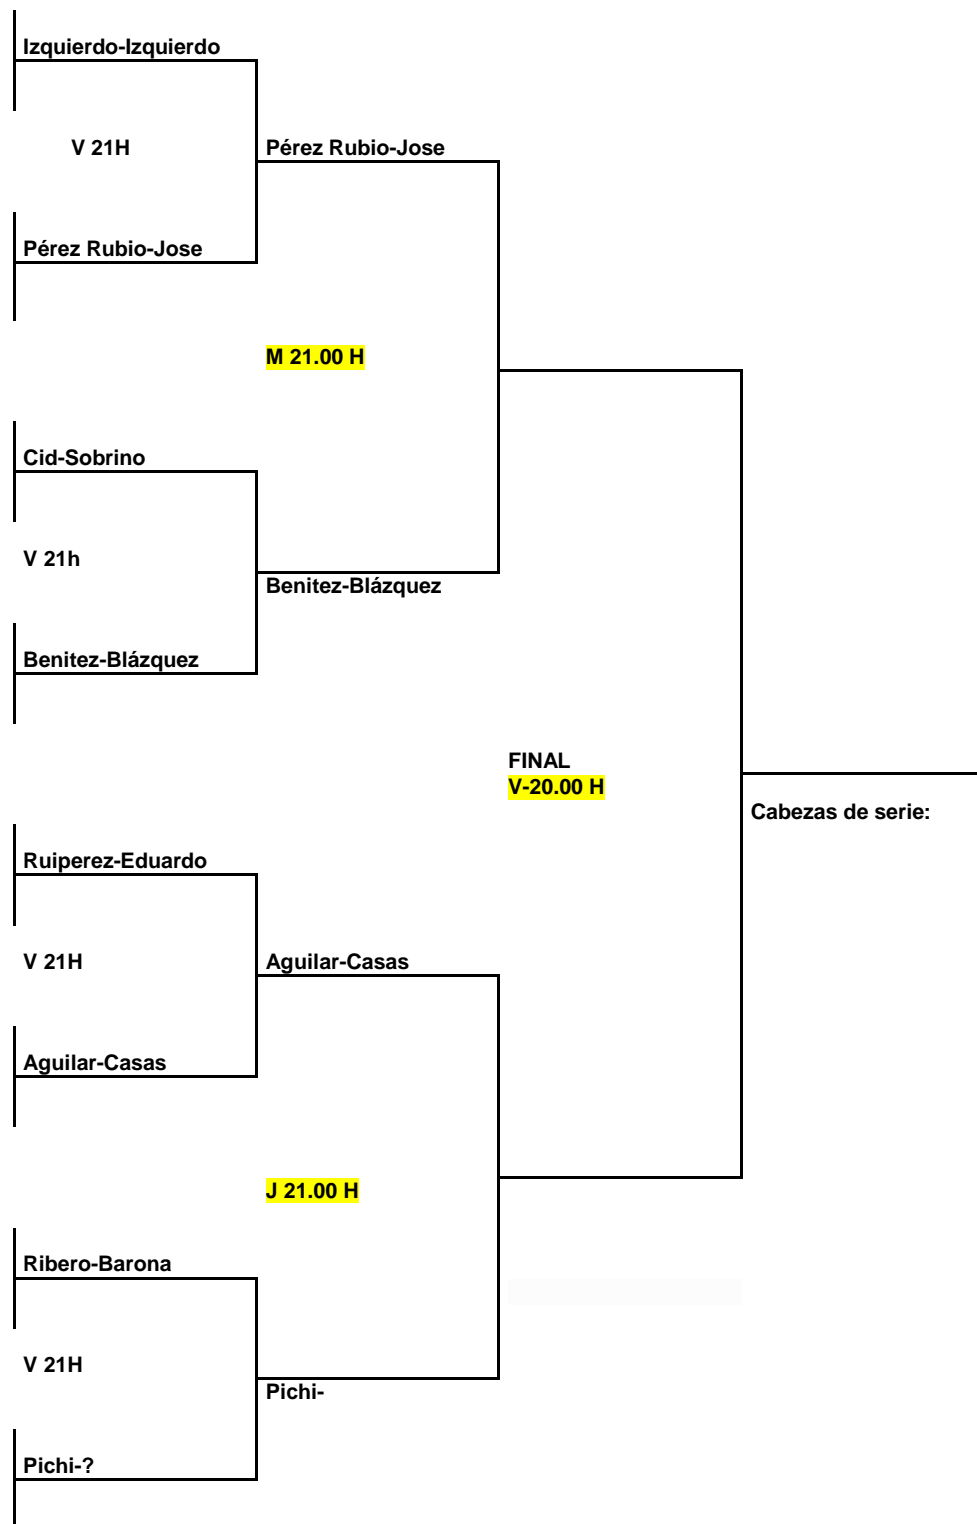 Izquierdo-Izquierdo
V 21H
Pérez Rubio-Jose
Pérez Rubio-Jose
M 21.00 H
Cid-Sobrino
V 21h
Benitez-Blázquez
Benitez-Blázquez
FINAL
V-20.00 H
Cabezas de serie:
Ruiperez-Eduardo
V 21H
Aguilar-Casas
Aguilar-Casas
J 21.00 H
Ribero-Barona
V 21H
Pichi-
Pichi-?